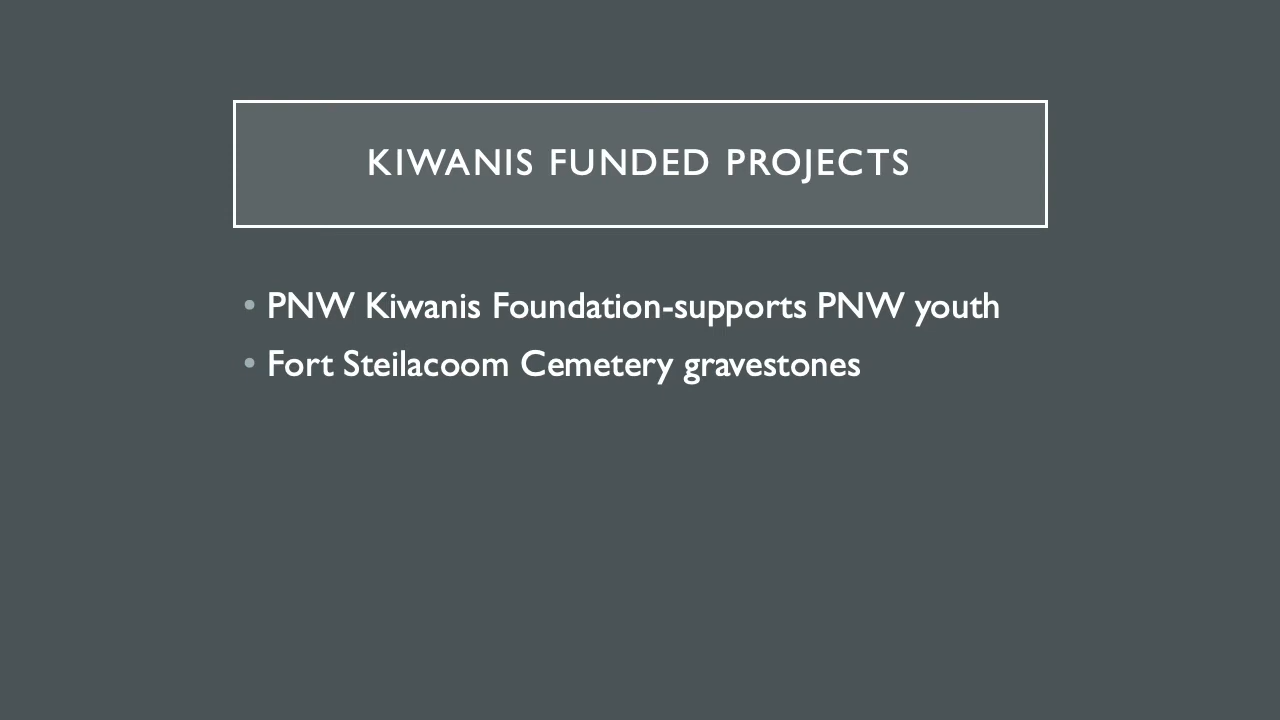 KIWANIS FUNDED PROJECTS
• PNW Kiwanis Foundation-supports PNW youth
• Fort Steilacoom Cemetery gravestones